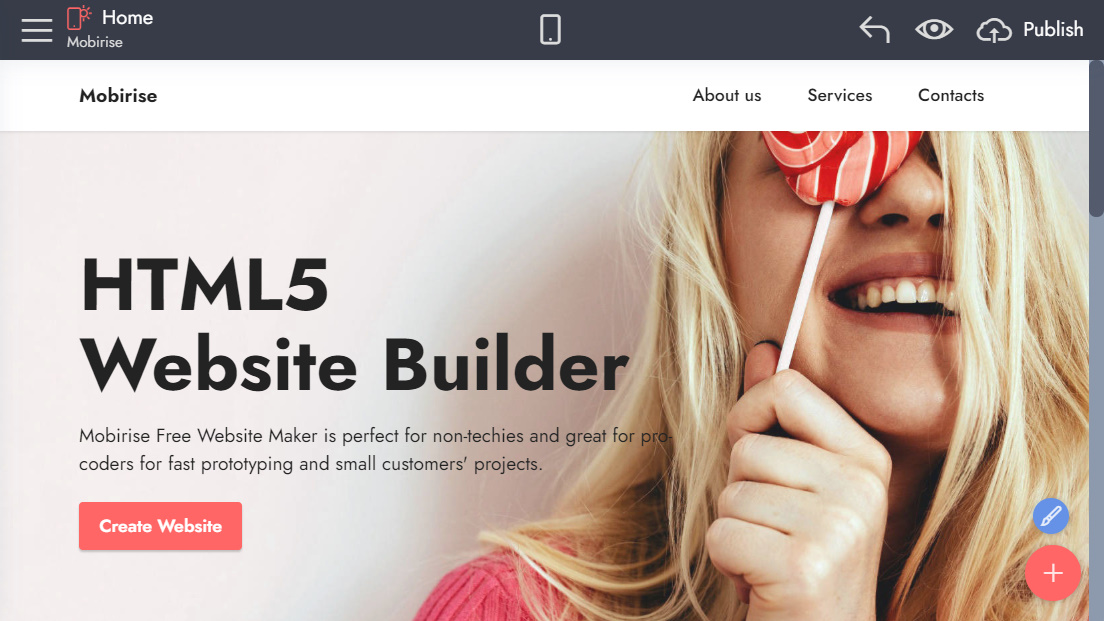 Home
Mobirise
Publish
Mobirise
About us
Services
Contacts
HTML5
Website Builder
Mobirise Free Website Maker is perfect for non-techies and great for pro-
coders for fast prototyping and small customers' projects.
Create Website